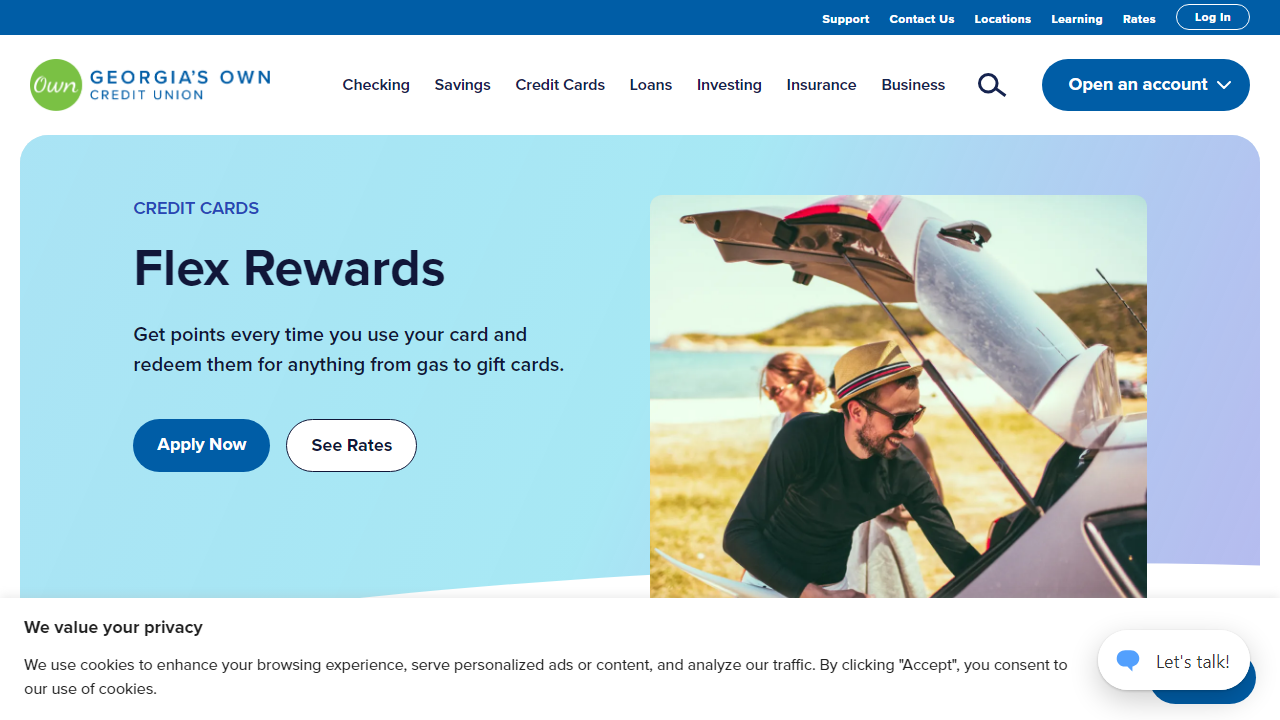 Support Contact Us Locations Learning Rates Log In
Own GEORGIA'S OWN
CREDIT UNION
Checking Savings Credit Cards Loans Investing Insurance Business Open an account
CREDIT CARDS
Flex Rewards
Get points every time you use your card and
redeem them for anything from gas to gift cards.
Apply Now See Rates
We value your privacy
We use cookies to enhance your browsing experience, serve personalized ads or content, and analyze our traffic. By clicking "Accept", you consent to
our use of cookies.
Let's talk!